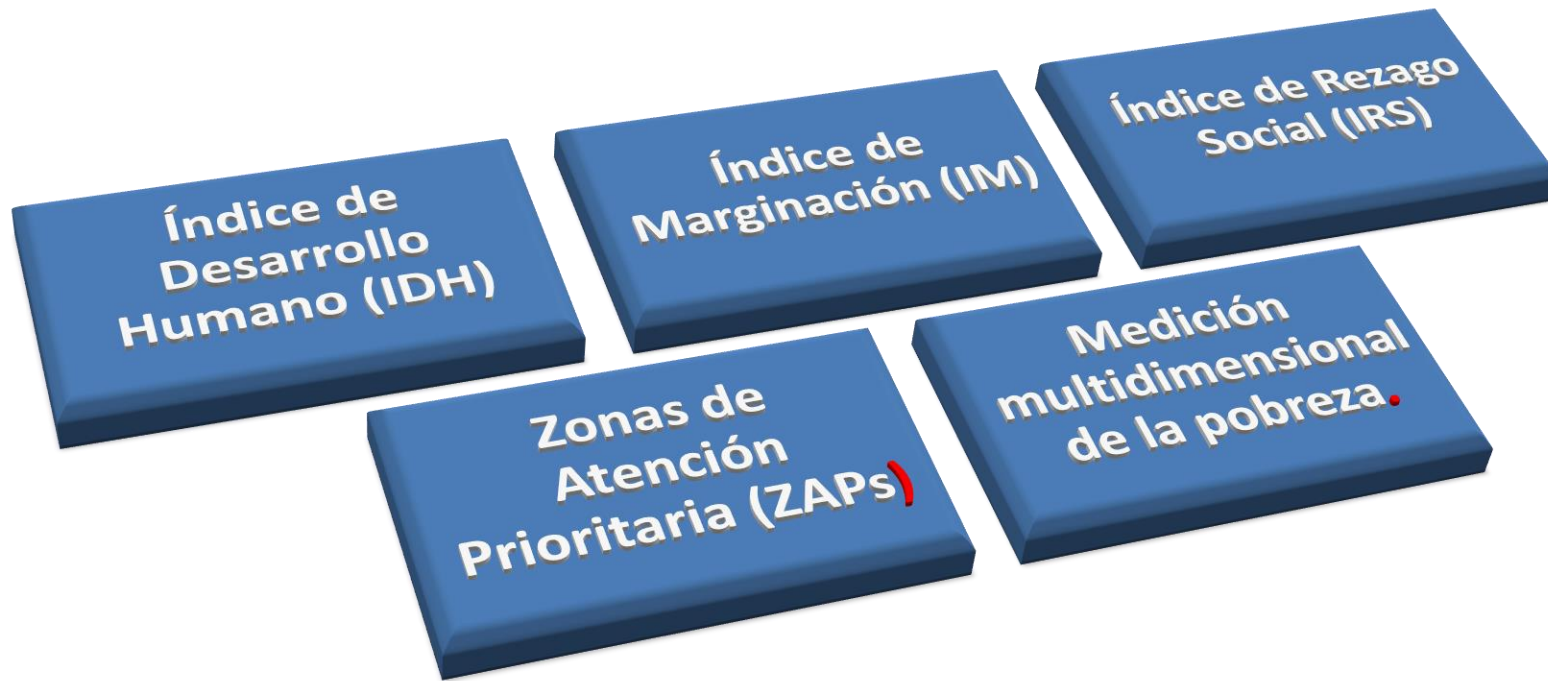 Índice de
Desarrollo
Humano (IDH)
Índice de
Marginación (IM)
Índice de Rezago
Social (IRS)
Zonas de
Atención
Prioritaria (ZAPs)
Medición
multidimensional
de la pobreza.